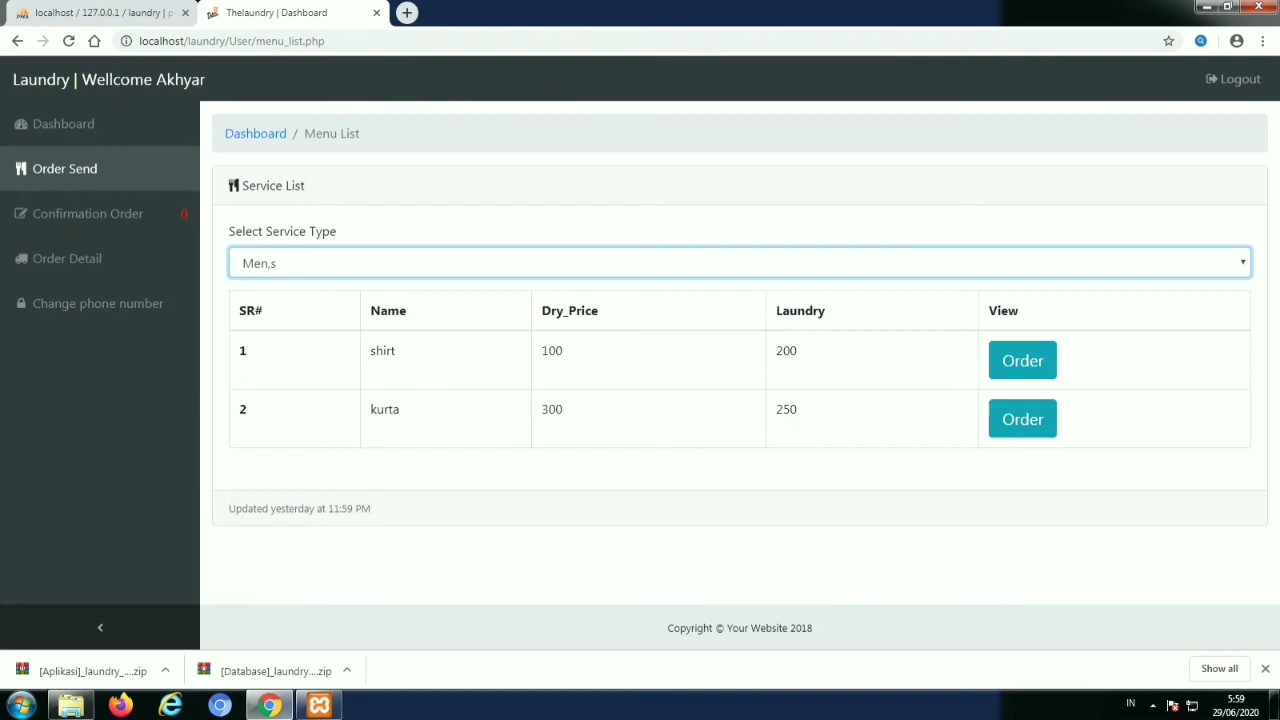 localhost / 127.0.0.1 / laundry | p
Thelaundry | Dashboard
localhost/laundry/User/menu_list.php
Laundry | Wellcome Akhyar
Logout
Dashboard
Order Send
Confirmation Order 0
Order Detail
Change phone number
Dashboard / Menu List
Service List
Select Service Type
Men,s
SR# Name Dry_Price Laundry View
1 shirt 100 200 Order
2 kurta 300 250 Order
Updated yesterday at 11:59 PM
Copyright © Your Website 2018
[Aplikasi]_laundry_....zip
[Database]_laundry....zip
Show all
IN
5:59
29/06/2020